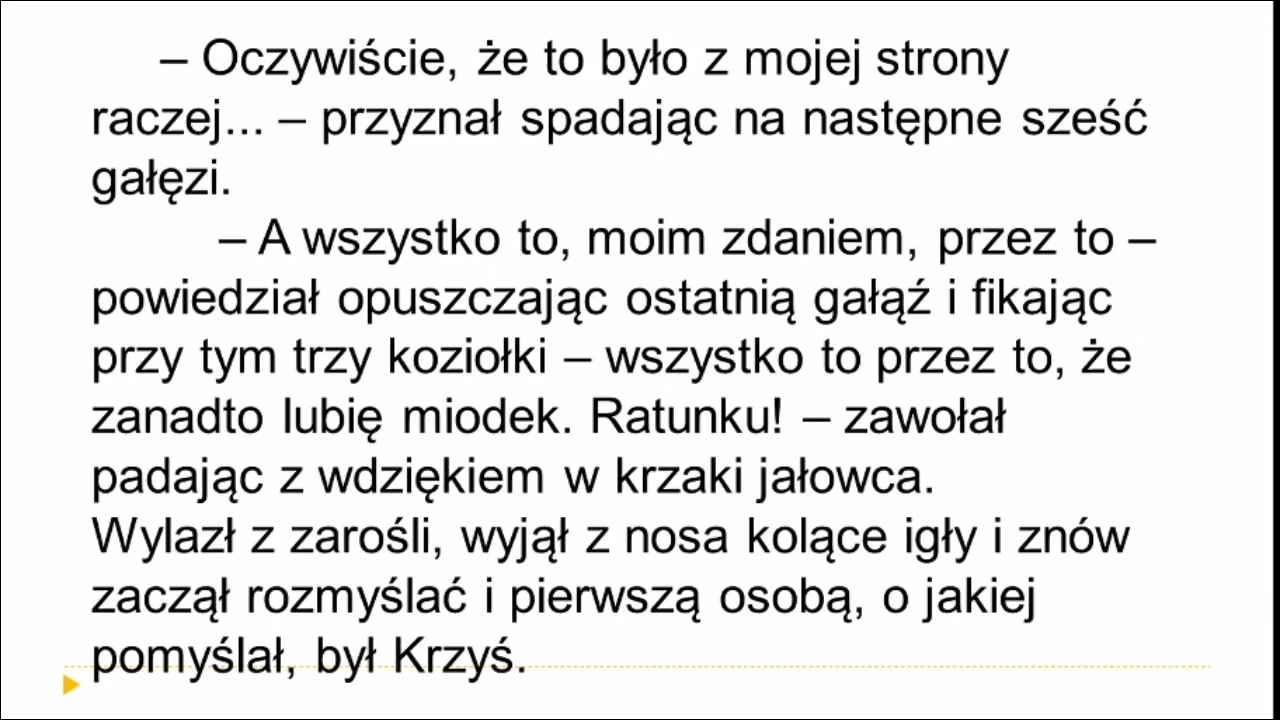 – Oczywiście, że to było z mojej strony
raczej... – przyznał spadając na następne sześć
gałęzi.
– A wszystko to, moim zdaniem, przez to –
powiedział opuszczając ostatnią gałąź i fikając
przy tym trzy koziołki – wszystko to przez to, że
zanadto lubię miodek. Ratunku! – zawołał
padając z wdziękiem w krzaki jałowca.
Wylazł z zarośli, wyjął z nosa kolące igły i znów
zaczął rozmyślać i pierwszą osobą, o jakiej
pomyślał, był Krzyś.